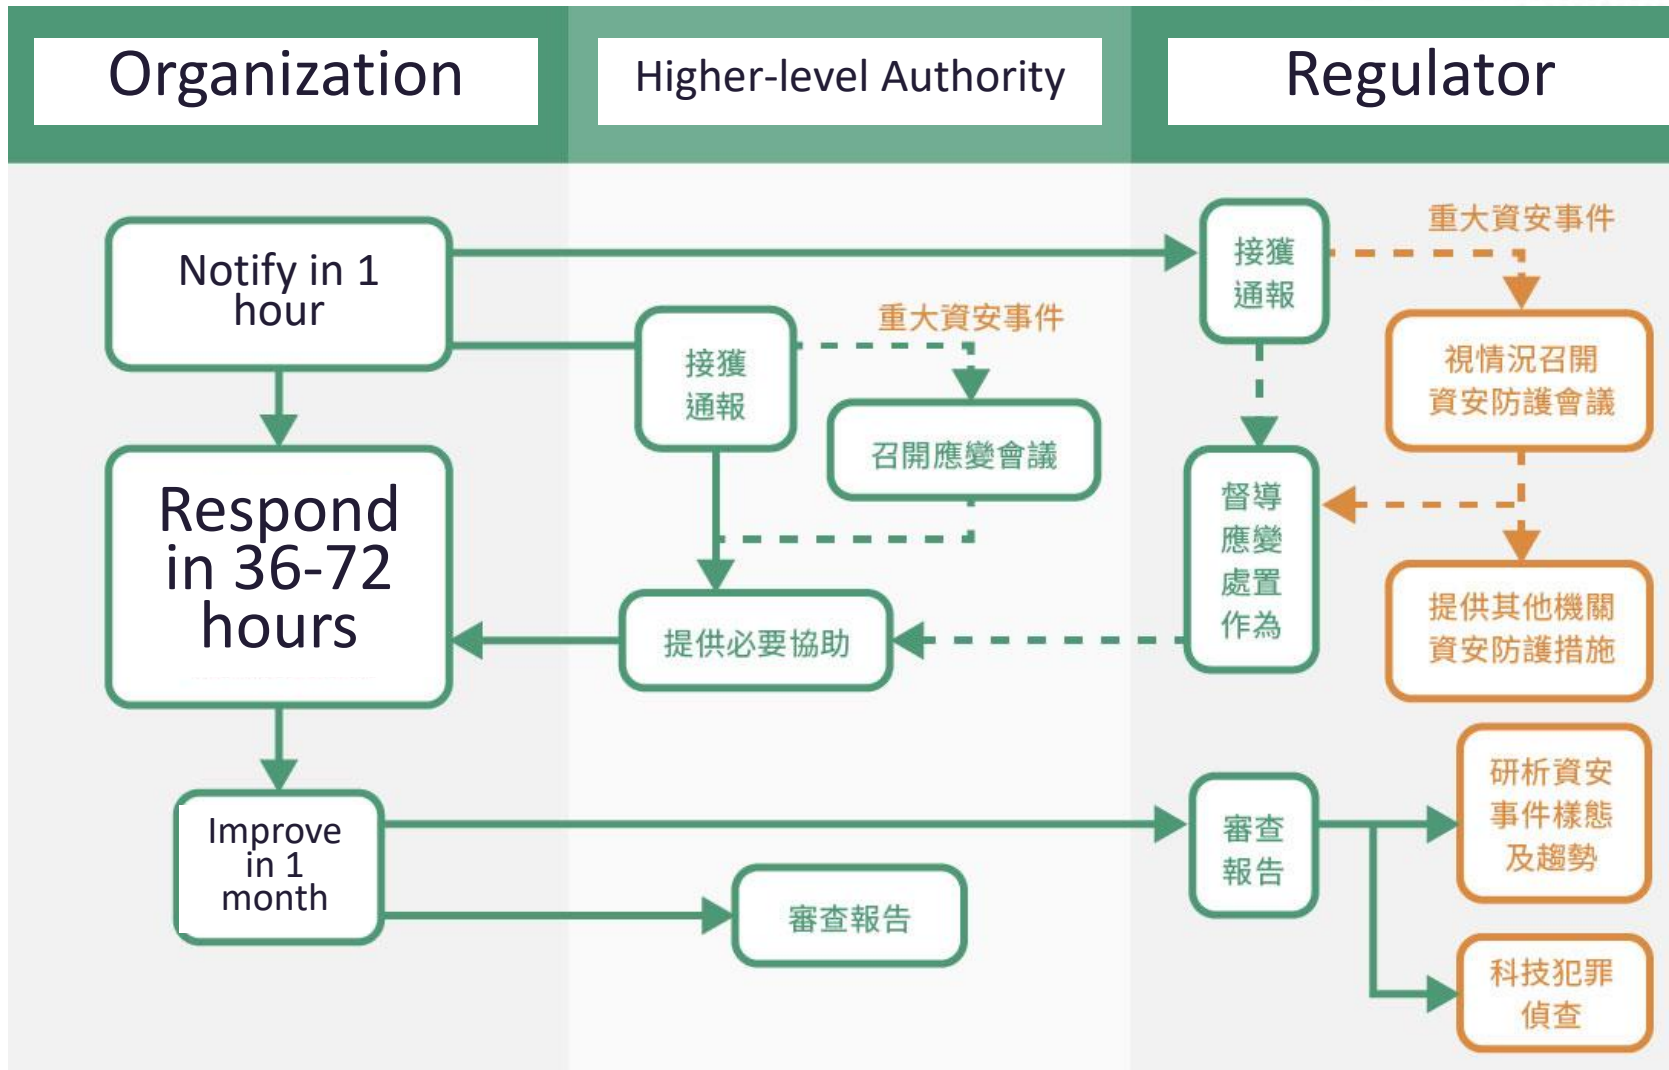 Organization
Higher-level Authority
Regulator
Notify in 1
hour
Respond
in 36-72
hours
Improve
in 1
month
接獲
通報
重大資安事件
召開應變會議
提供必要協助
審查報告
接獲
通報
重大資安事件
視情況召開
資安防護會議
督導
應變
處置
作為
提供其他機關
資安防護措施
審查
報告
研析資安
事件樣態
及趨勢
科技犯罪
偵查